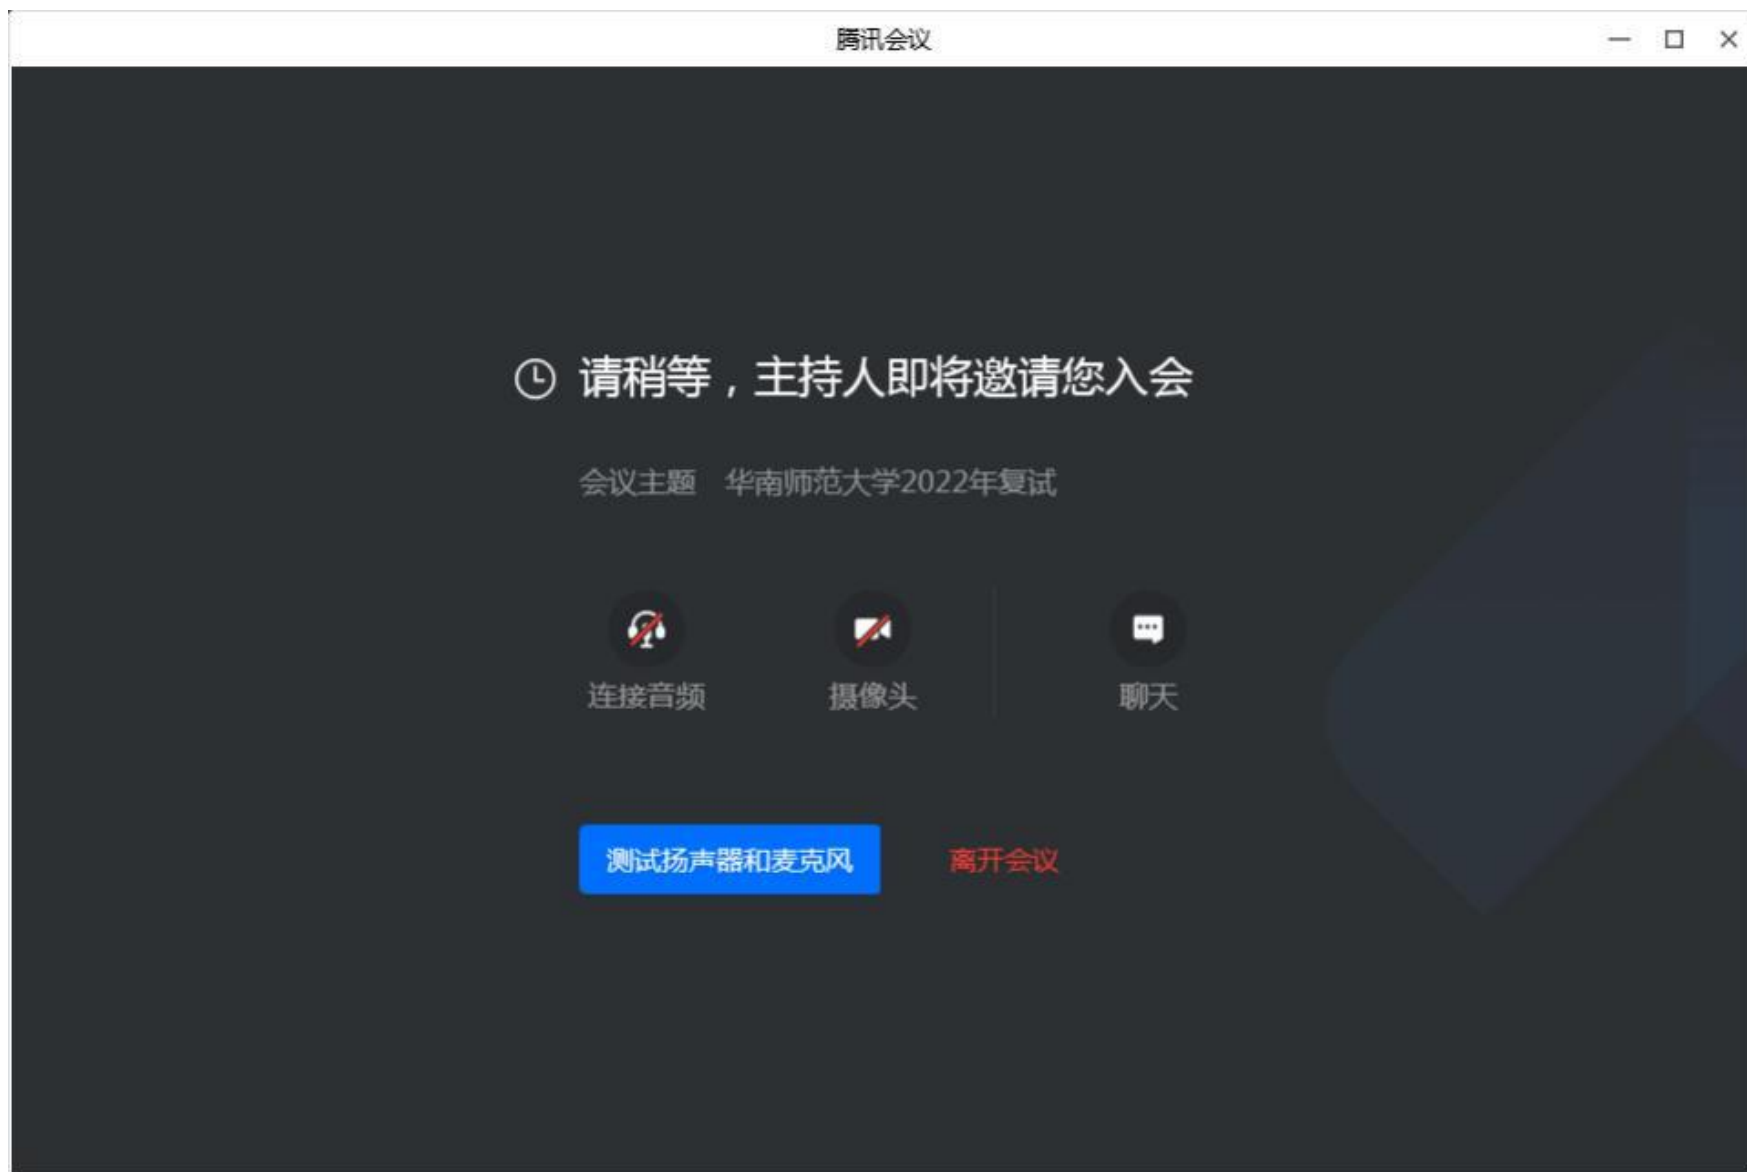 腾讯会议
请稍等，主持人即将邀请您入会
会议主题 华南师范大学2022年复试
连接音频 摄像头 聊天
测试扬声器和麦克风 离开会议